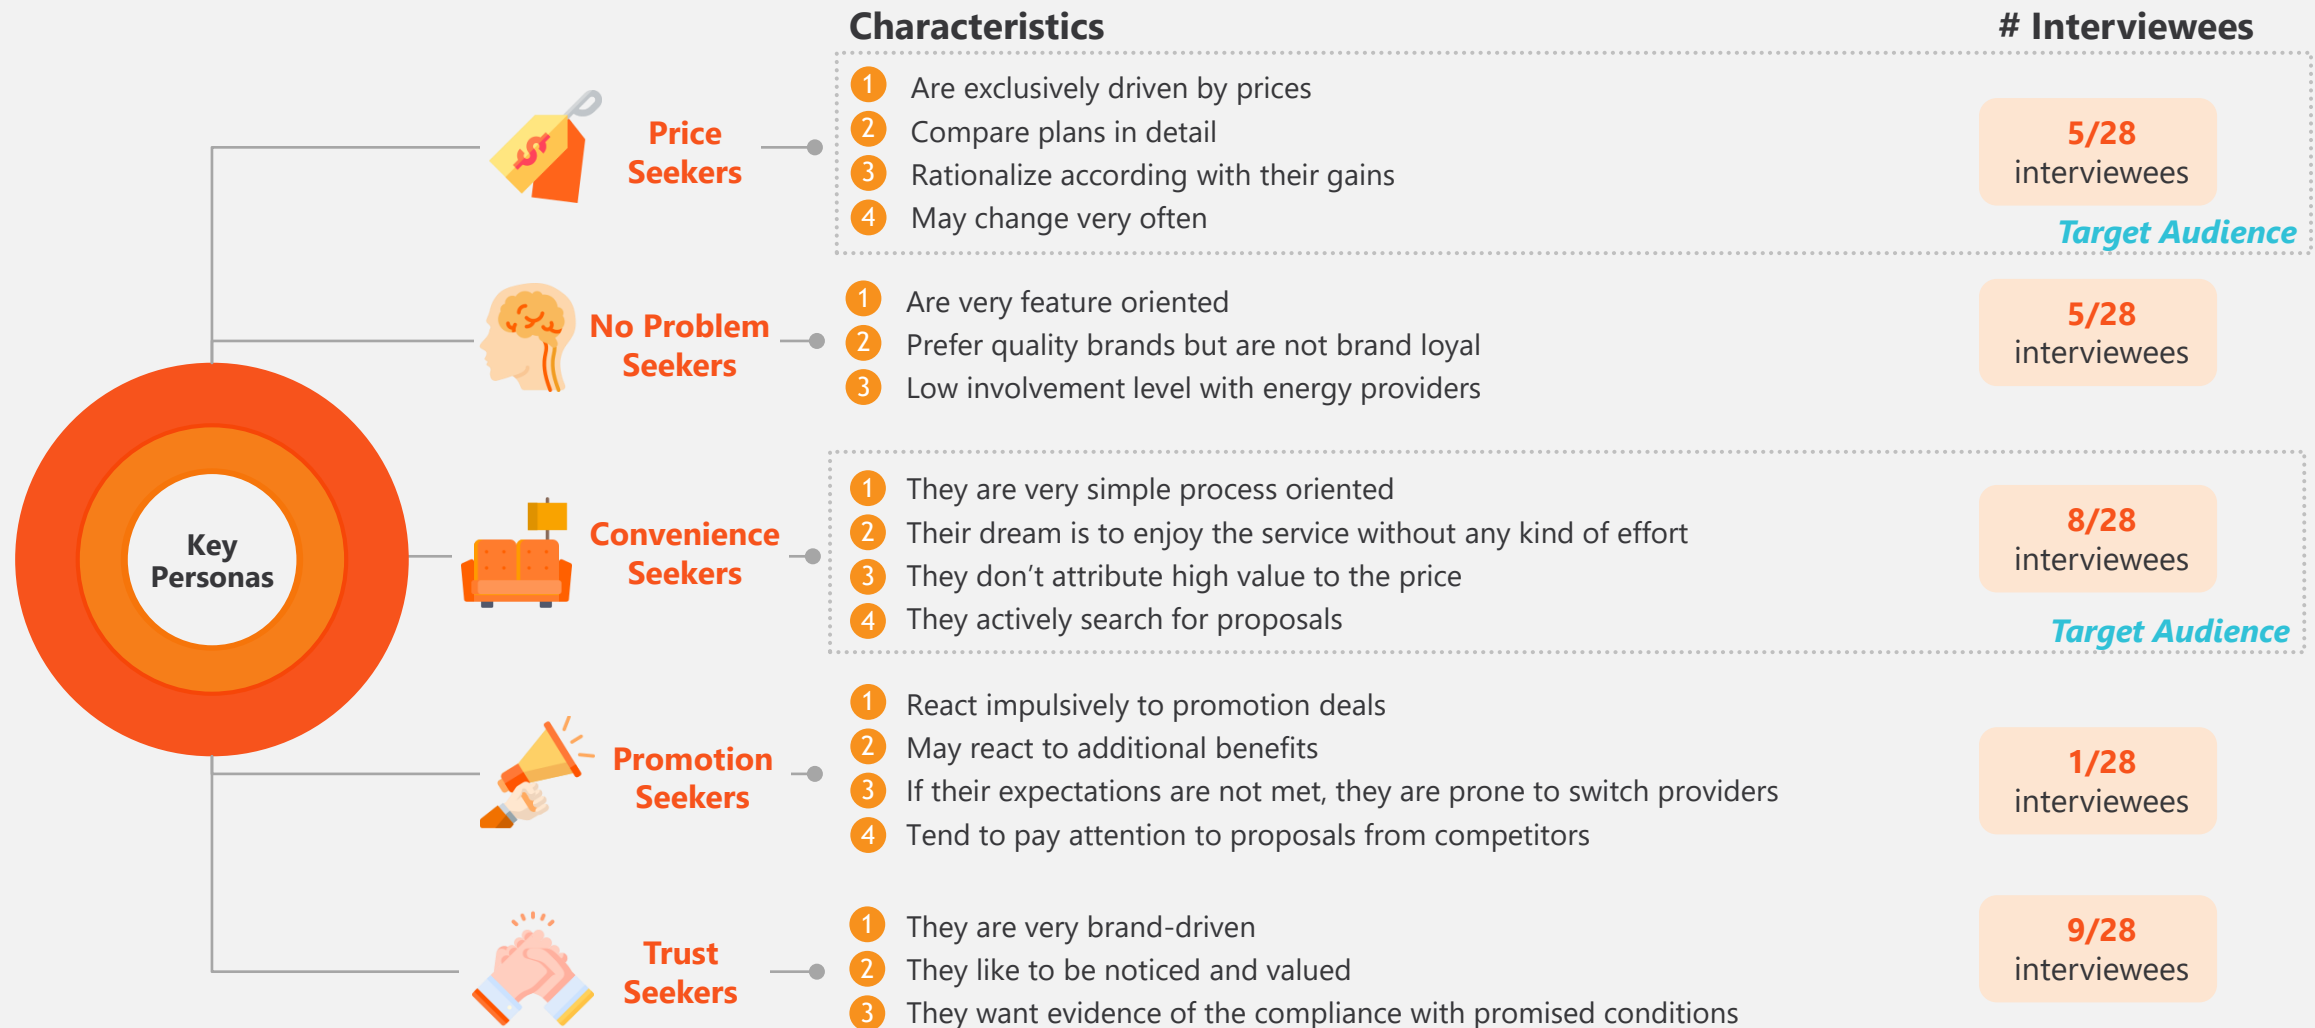 Characteristics
# Interviewees
Key
Personas
Price
Seekers
1 Are exclusively driven by prices
2 Compare plans in detail
3 Rationalize according with their gains
4 May change very often
5/28
interviewees
Target Audience
No Problem
Seekers
1 Are very feature oriented
2 Prefer quality brands but are not brand loyal
3 Low involvement level with energy providers
5/28
interviewees
Convenience
Seekers
1 They are very simple process oriented
2 Their dream is to enjoy the service without any kind of effort
3 They don’t attribute high value to the price
4 They actively search for proposals
8/28
interviewees
Target Audience
Promotion
Seekers
1 React impulsively to promotion deals
2 May react to additional benefits
3 If their expectations are not met, they are prone to switch providers
4 Tend to pay attention to proposals from competitors
1/28
interviewees
Trust
Seekers
1 They are very brand-driven
2 They like to be noticed and valued
3 They want evidence of the compliance with promised conditions
9/28
interviewees